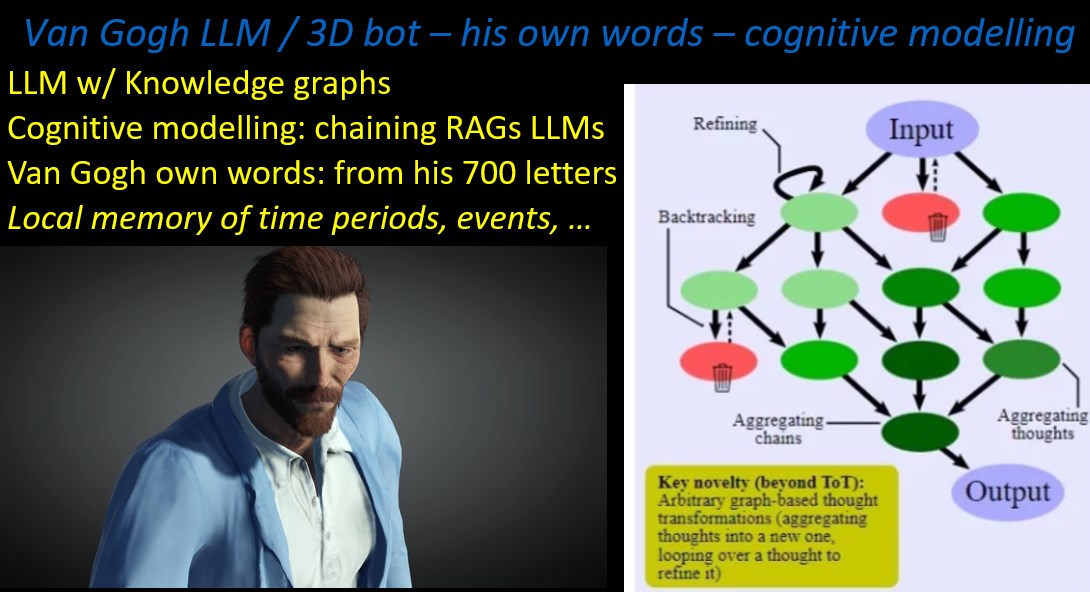 Van Gogh LLM / 3D bot – his own words – cognitive modelling
LLM w/ Knowledge graphs
Cognitive modelling: chaining RAGs LLMs
Van Gogh own words: from his 700 letters
Local memory of time periods, events, …
Refining
Input
Backtracking
Aggregating
chains
Aggregating
thoughts
Output
Key novelty (beyond ToT):
Arbitrary graph-based thought
transformations (aggregating
thoughts into a new one,
looping over a thought to
refine it)